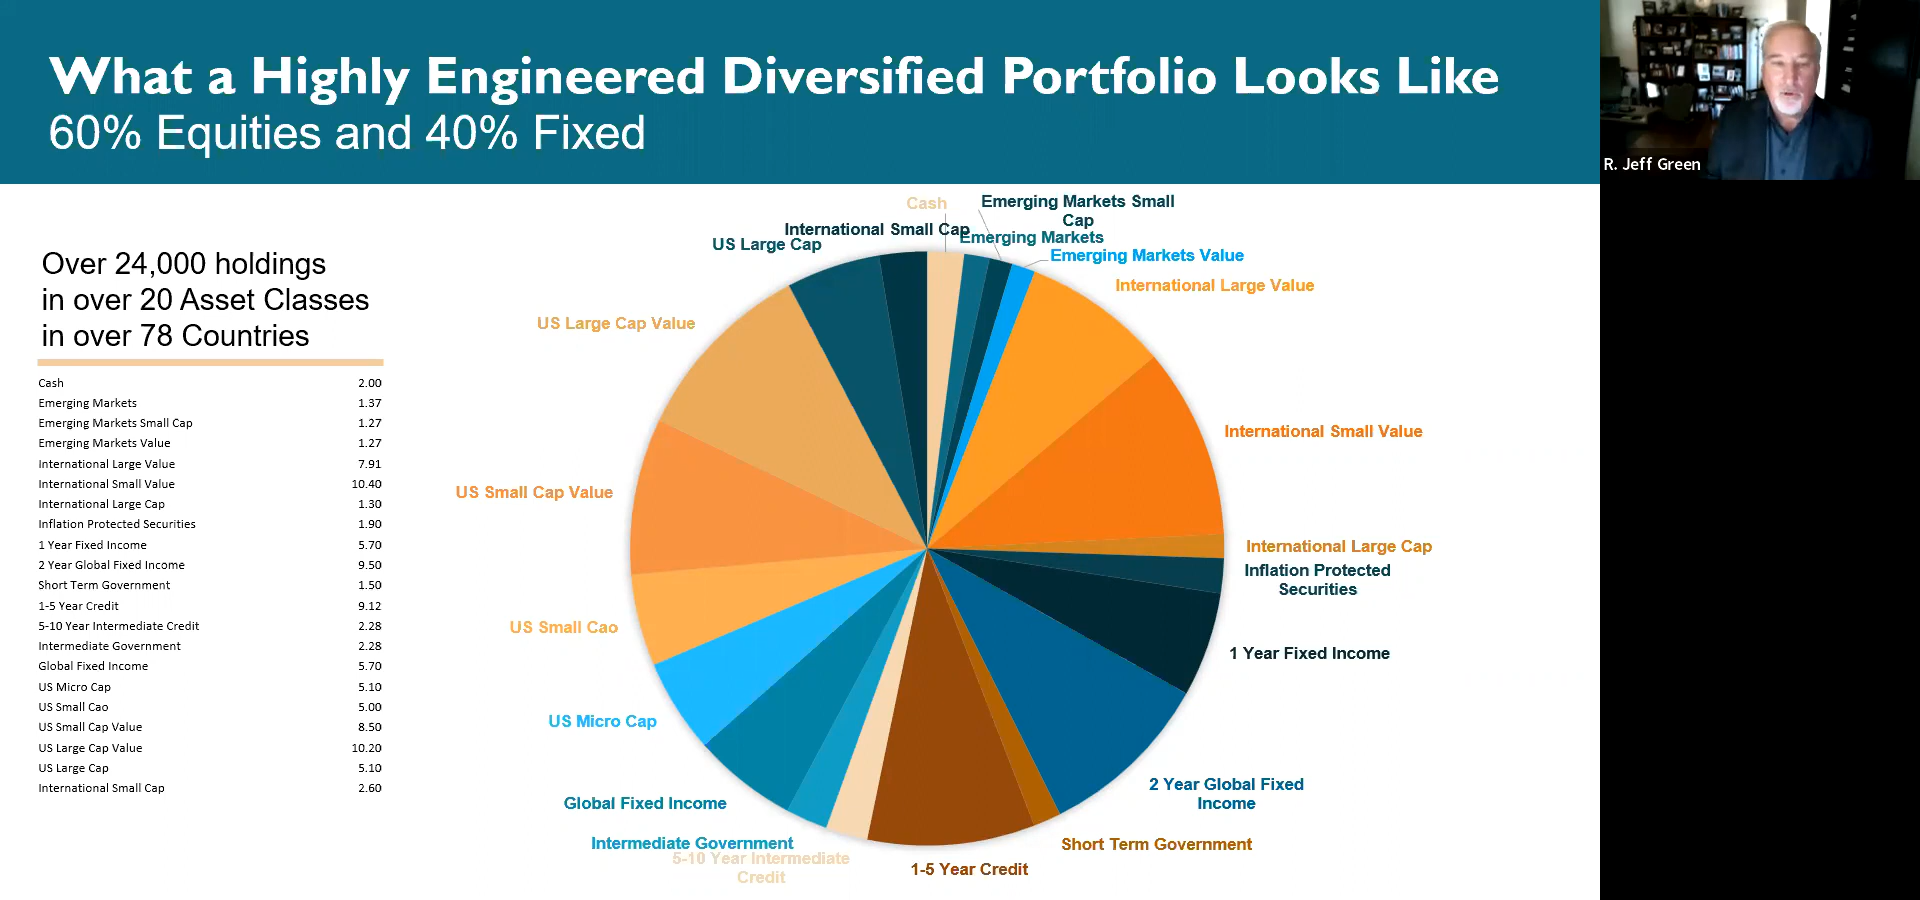 What a Highly Engineered Diversified Portfolio Looks Like
60% Equities and 40% Fixed
R. Jeff Green
Over 24,000 holdings
in over 20 Asset Classes
in over 78 Countries
Cash 2.00
Emerging Markets 1.37
Emerging Markets Small Cap 1.27
Emerging Markets Value 1.27
International Large Value 7.91
International Small Value 10.40
International Large Cap 1.30
Inflation Protected Securities 1.90
1 Year Fixed Income 5.70
2 Year Global Fixed Income 9.50
Short Term Government 1.50
1-5 Year Credit 9.12
5-10 Year Intermediate Credit 2.28
Intermediate Government 2.28
Global Fixed Income 5.70
US Micro Cap 5.10
US Small Cao 5.00
US Small Cap Value 8.50
US Large Cap Value 10.20
US Large Cap 5.10
International Small Cap 2.60
Cash
Emerging Markets Small
Cap
Emerging Markets
Emerging Markets Value
International Large Value
International Small Value
International Large Cap
Inflation Protected
Securities
1 Year Fixed Income
2 Year Global Fixed
Income
Short Term Government
1-5 Year Credit
5-10 Year Intermediate
Credit
Intermediate Government
Global Fixed Income
US Micro Cap
US Small Cao
US Small Cap Value
US Large Cap Value
US Large Cap
International Small Cap